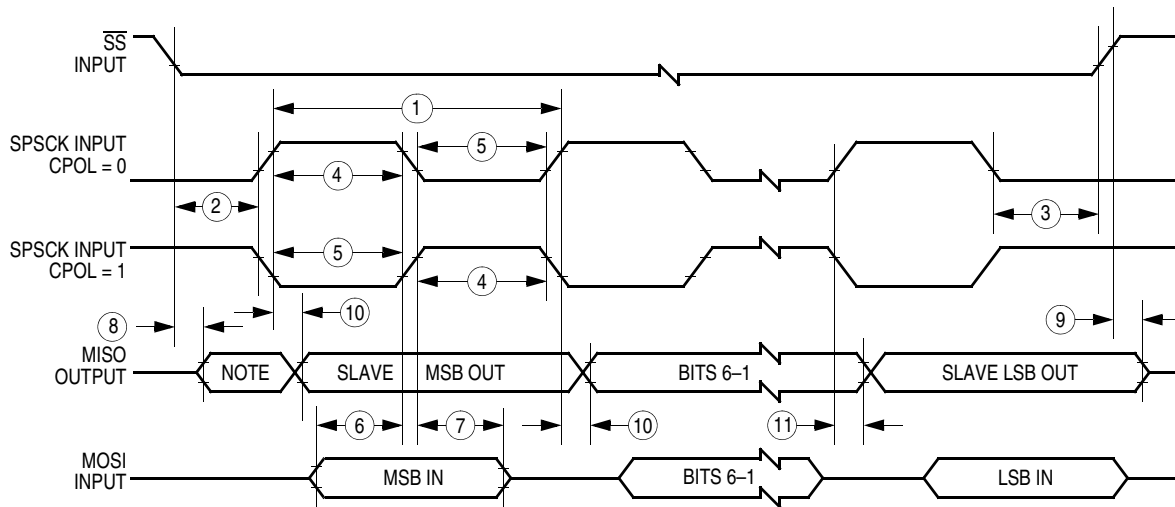 SS
INPUT
1
SPSCK INPUT
CPOL = 0
5
4
2
3
SPSCK INPUT
CPOL = 1
5
4
8
10
9
MISO
OUTPUT
NOTE
SLAVE
MSB OUT
BITS 6–1
SLAVE LSB OUT
6
7
10
11
MOSI
INPUT
MSB IN
BITS 6–1
LSB IN